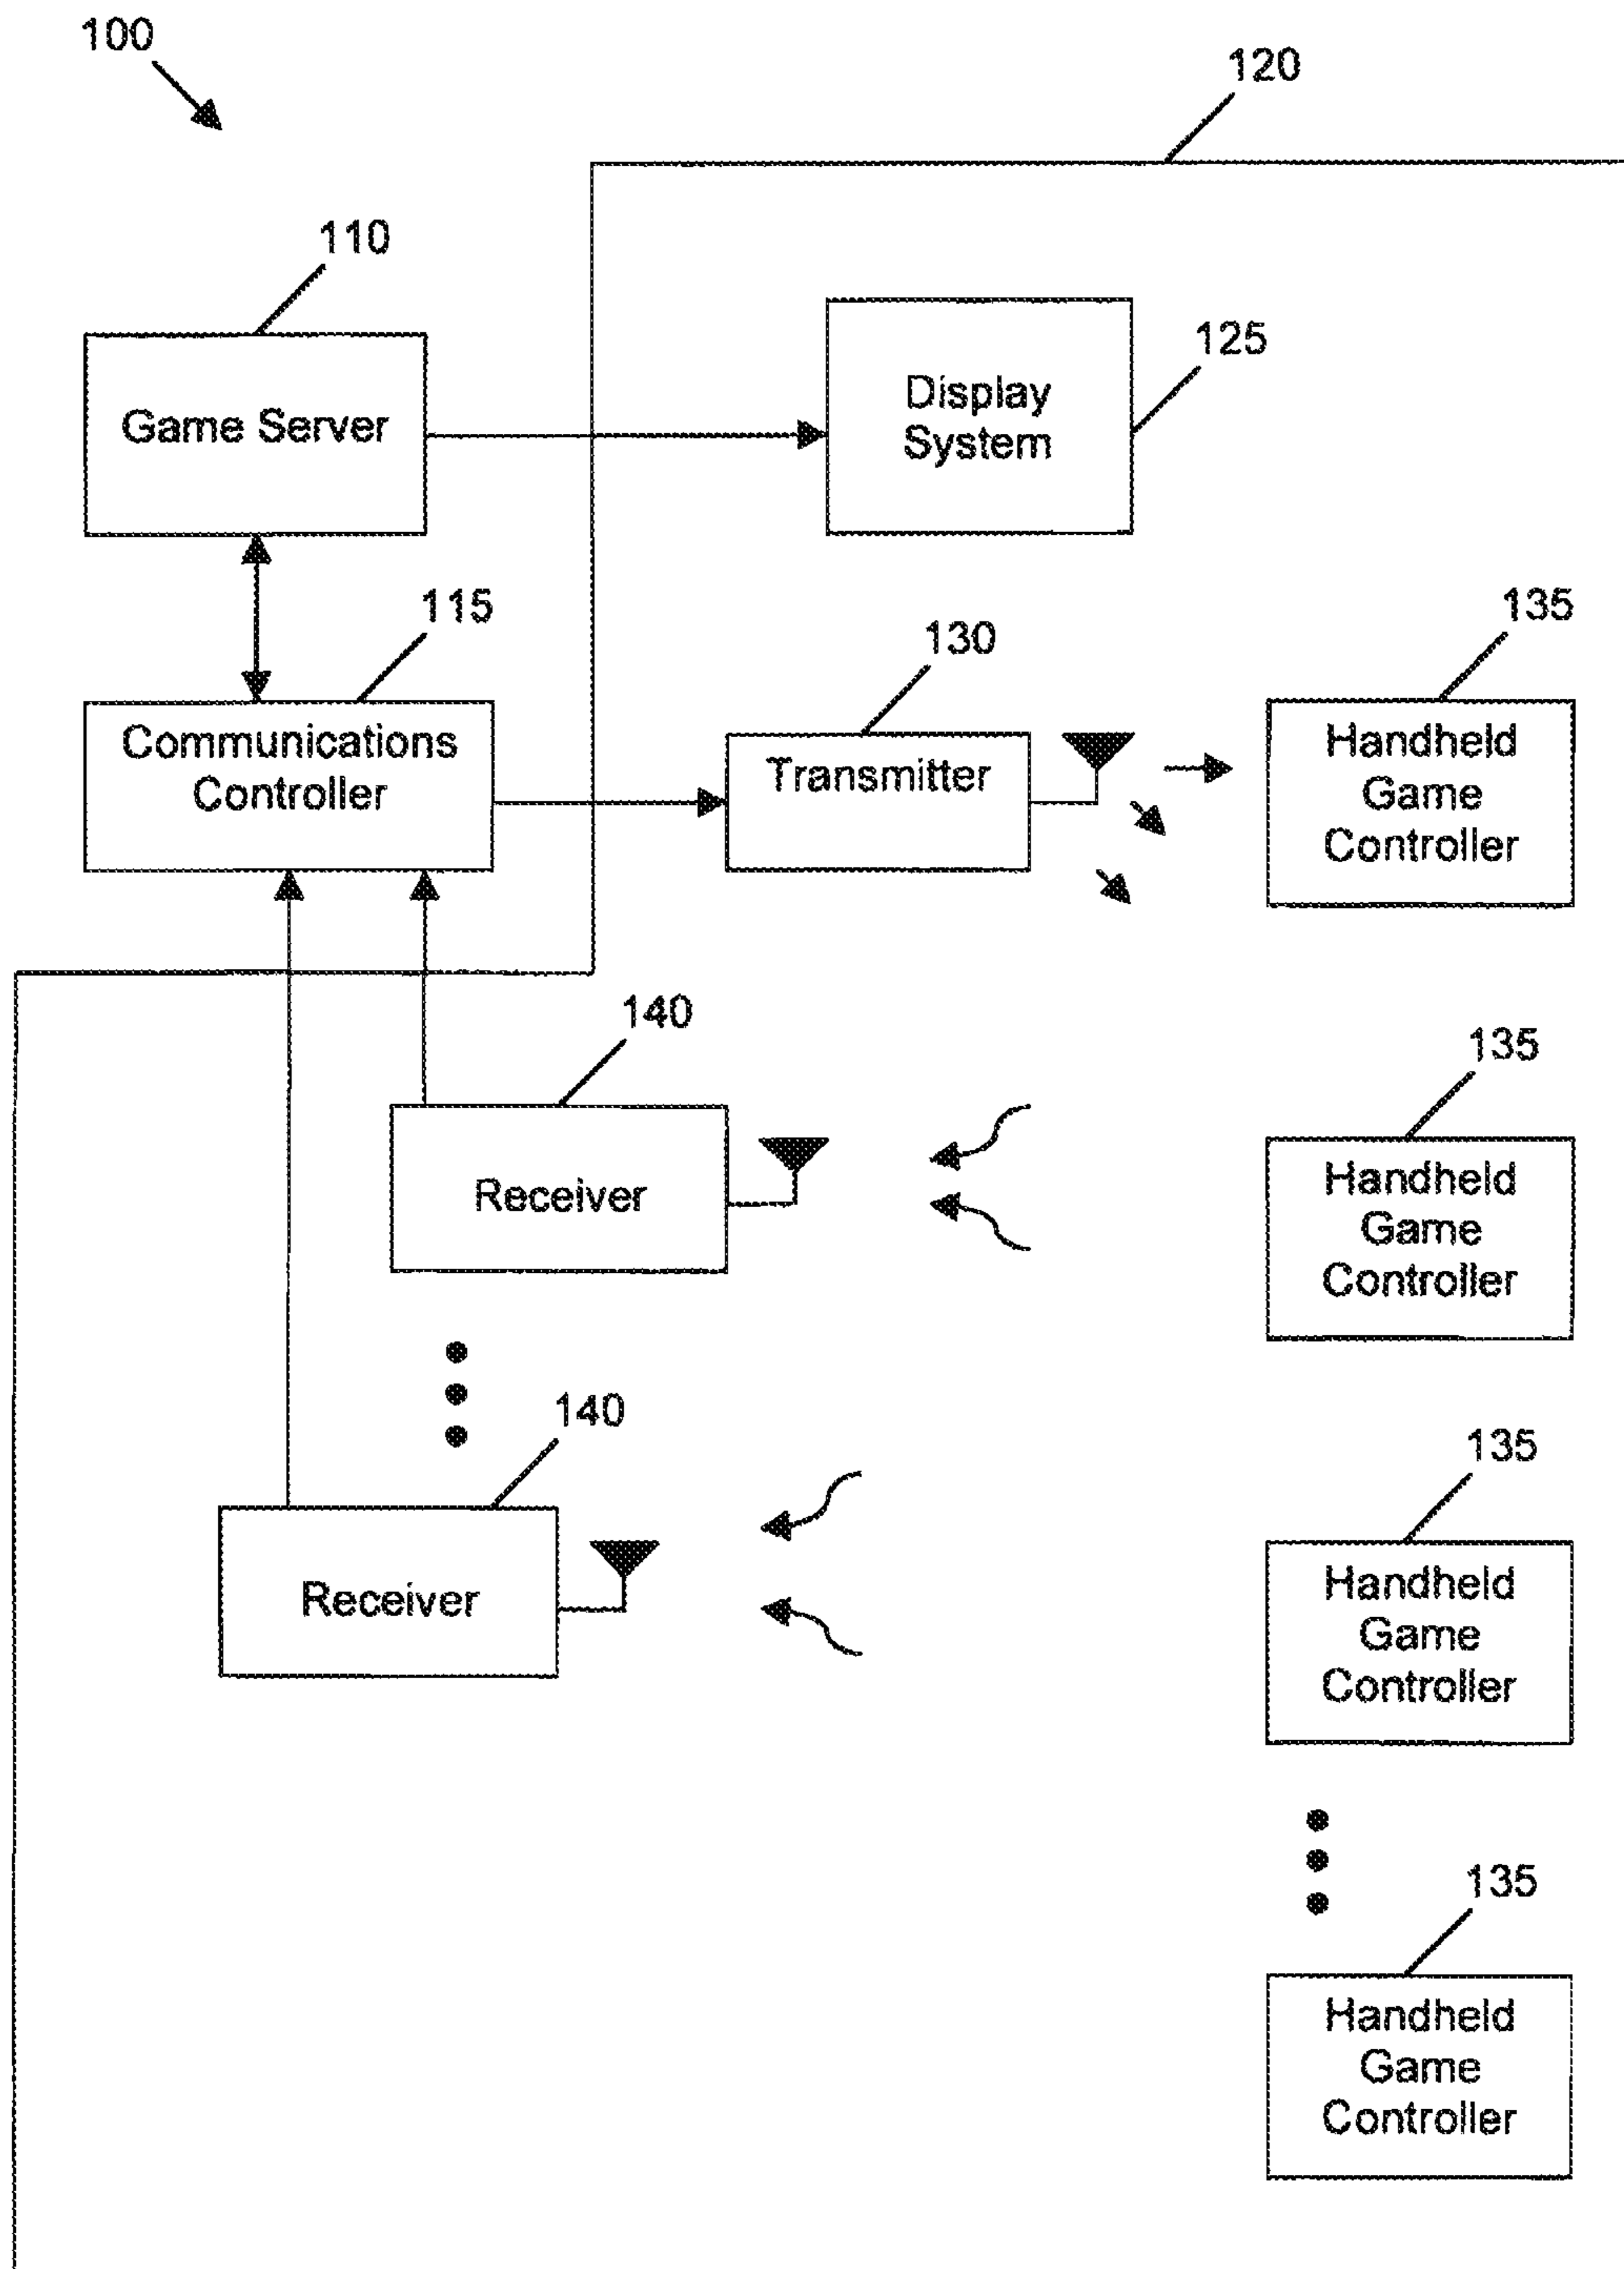 100
120
110
Game Server
Display
System
125
115
Communications
Controller
130
Transmitter
135
Handheld
Game
Controller
140
Receiver
135
Handheld
Game
Controller
140
Receiver
135
Handheld
Game
Controller
135
Handheld
Game
Controller